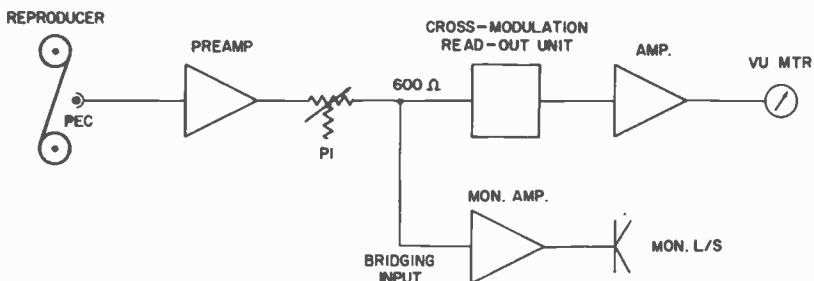 REPRODUCER
PEC
PREAMP
P1
600 Ω
CROSS-MODULATION
READ-OUT UNIT
AMP.
VU MTR
BRIDGING
INPUT
MON. AMP.
MON. L/S